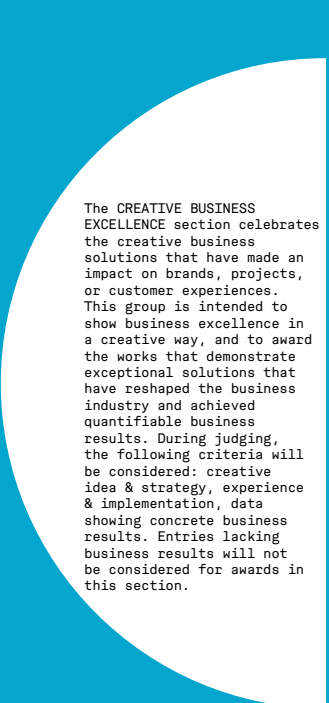 The CREATIVE BUSINESS
EXCELLENCE section celebrates
the creative business
solutions that have made an
impact on brands, projects,
or customer experiences.
This group is intended to
show business excellence in
a creative way, and to award
the works that demonstrate
exceptional solutions that
have reshaped the business
industry and achieved
quantifiable business
results. During judging,
the following criteria will
be considered: creative
idea & strategy, experience
& implementation, data
showing concrete business
results. Entries lacking
business results will not
be considered for awards in
this section.